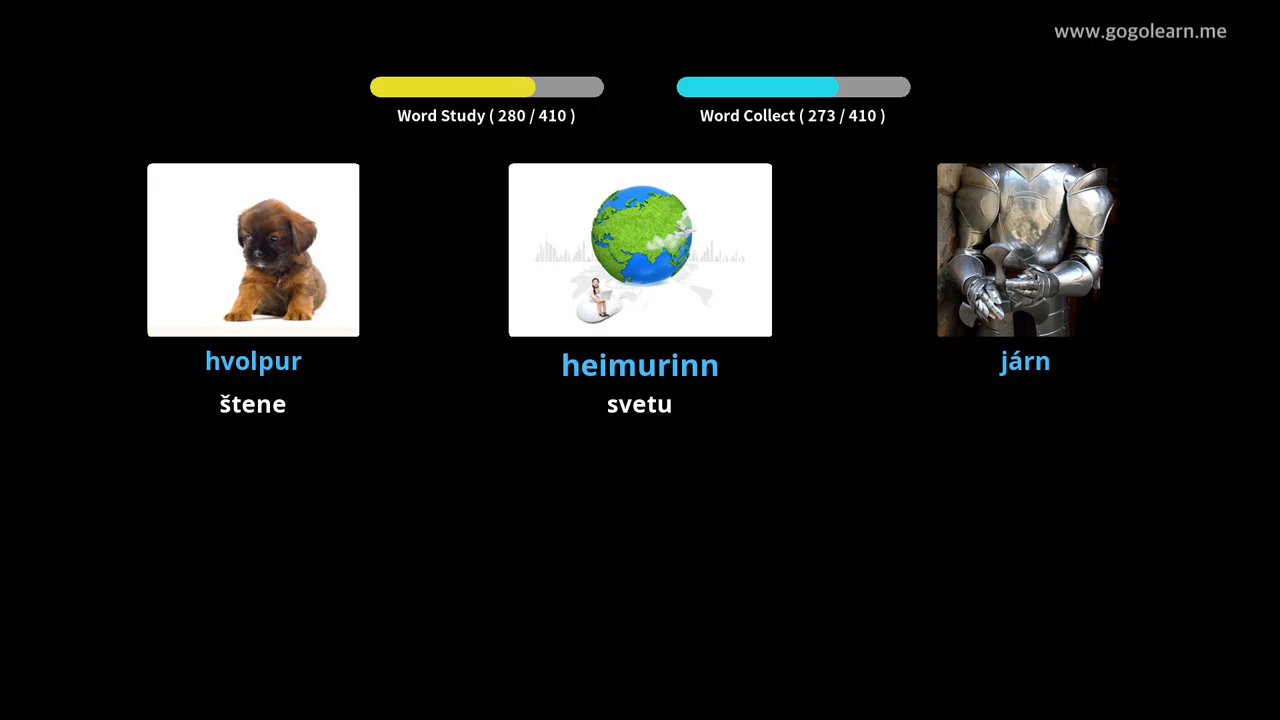 www.gogolearn.me
Word Study ( 280 / 410 )
Word Collect ( 273 / 410 )
hvolpur
heimurinn
járn
štene
svetu